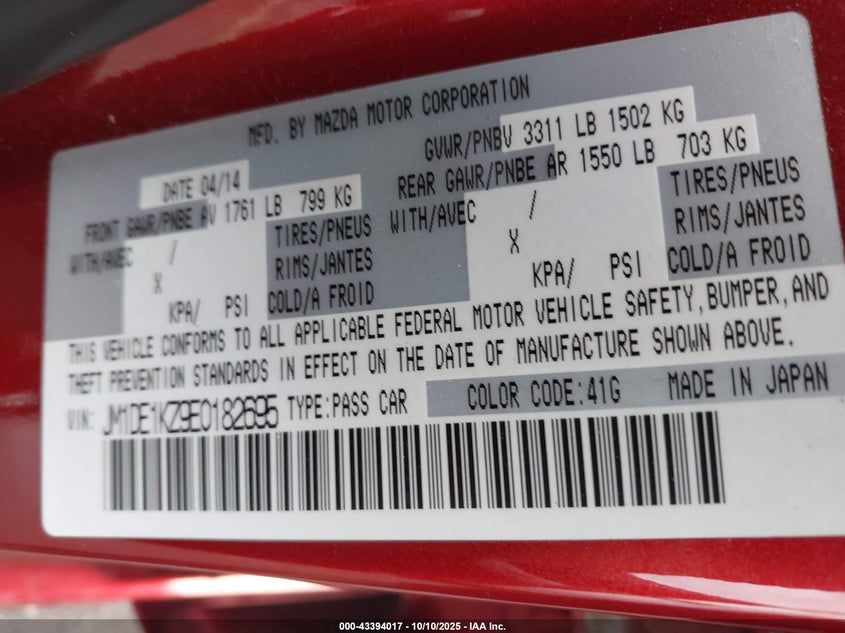 MFD. BY MAZDA MOTOR CORPORATION
DATE 04/14
GVWR/PNBV 3311 LB 1502 KG
FRONT GAWR/PNBE AV 1761 LB 799 KG
REAR GAWR/PNBE AR 1550 LB 703 KG
WITH/AVEC / TIRES/PNEUS
WITH/AVEC / TIRES/PNEUS
X RIMS/JANTES
X RIMS/JANTES
KPA/ PSI COLD/A FROID
KPA/ PSI COLD/A FROID
THIS VEHICLE CONFORMS TO ALL APPLICABLE FEDERAL MOTOR VEHICLE SAFETY, BUMPER, AND
THEFT PREVENTION STANDARDS IN EFFECT ON THE DATE OF MANUFACTURE SHOWN ABOVE.
VIN: JM1DE1KZ9E0182695 TYPE:PASS CAR COLOR CODE:41G MADE IN JAPAN
000-43394017 - 10/10/2025 - IAA Inc.